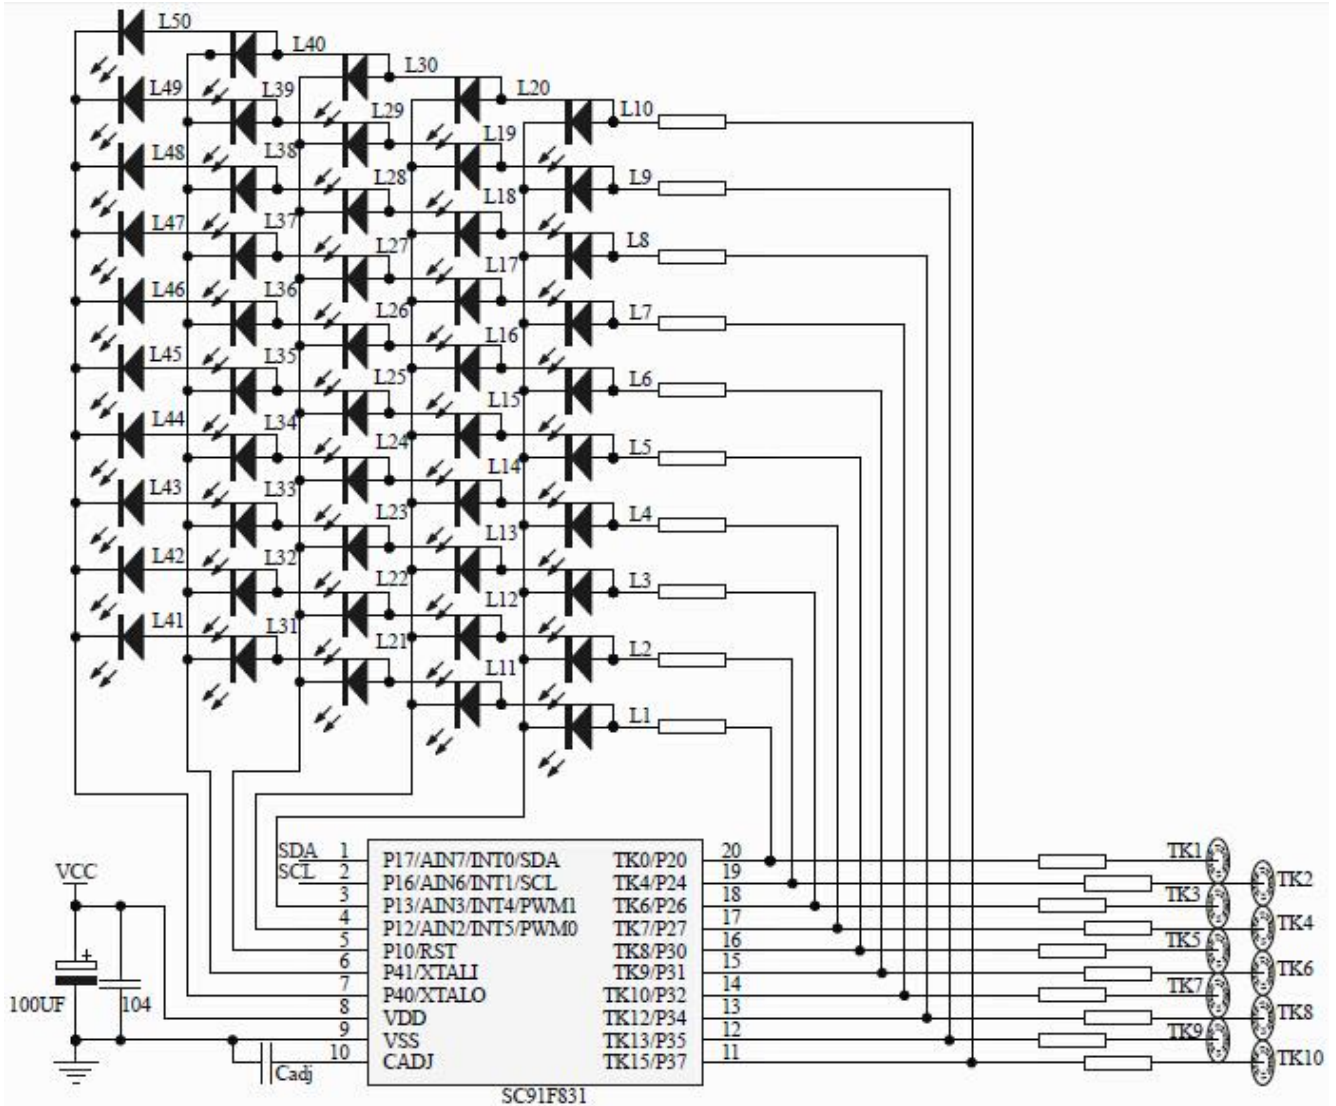 L50
L40
L30
L20
L10
L49
L39
L29
L19
L9
L48
L38
L28
L18
L8
L47
L37
L27
L17
L7
L46
L36
L26
L16
L6
L45
L35
L25
L15
L5
L44
L34
L24
L14
L4
L43
L33
L23
L13
L3
L42
L32
L22
L12
L2
L41
L31
L21
L11
L1
SDA 1 P17/AIN7/INT0/SDA TK0/P20 20 TK1
SCL 2 P16/AIN6/INT1/SCL TK4/P24 19 TK2
VCC
3 P13/AIN3/INT4/PWM1 TK6/P26 18 TK3
4 P12/AIN2/INT5/PWM0 TK7/P27 17 TK4
5 P10/RST TK8/P30 16 TK5
+
6 P41/XTALI TK9/P31 15 TK6
7 P40/XTALO TK10/P32 14 TK7
100UF
104
8 VDD TK12/P34 13 TK8
9 VSS TK13/P35 12 TK9
10 CADJ TK15/P37 11 TK10
Cadj
SC91F831